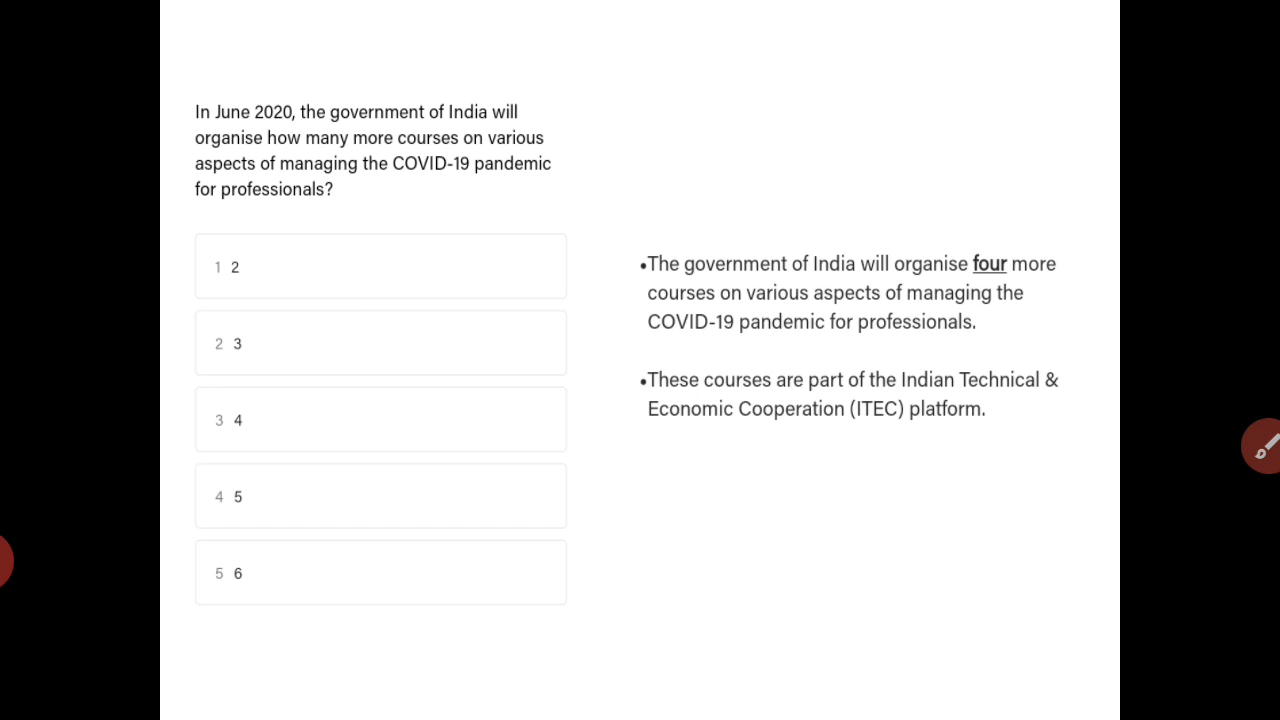 In June 2020, the government of India will
organise how many more courses on various
aspects of managing the COVID-19 pandemic
for professionals?
1 2
2 3
3 4
4 5
5 6
•The government of India will organise four more
courses on various aspects of managing the
COVID-19 pandemic for professionals.
•These courses are part of the Indian Technical &
Economic Cooperation (ITEC) platform.